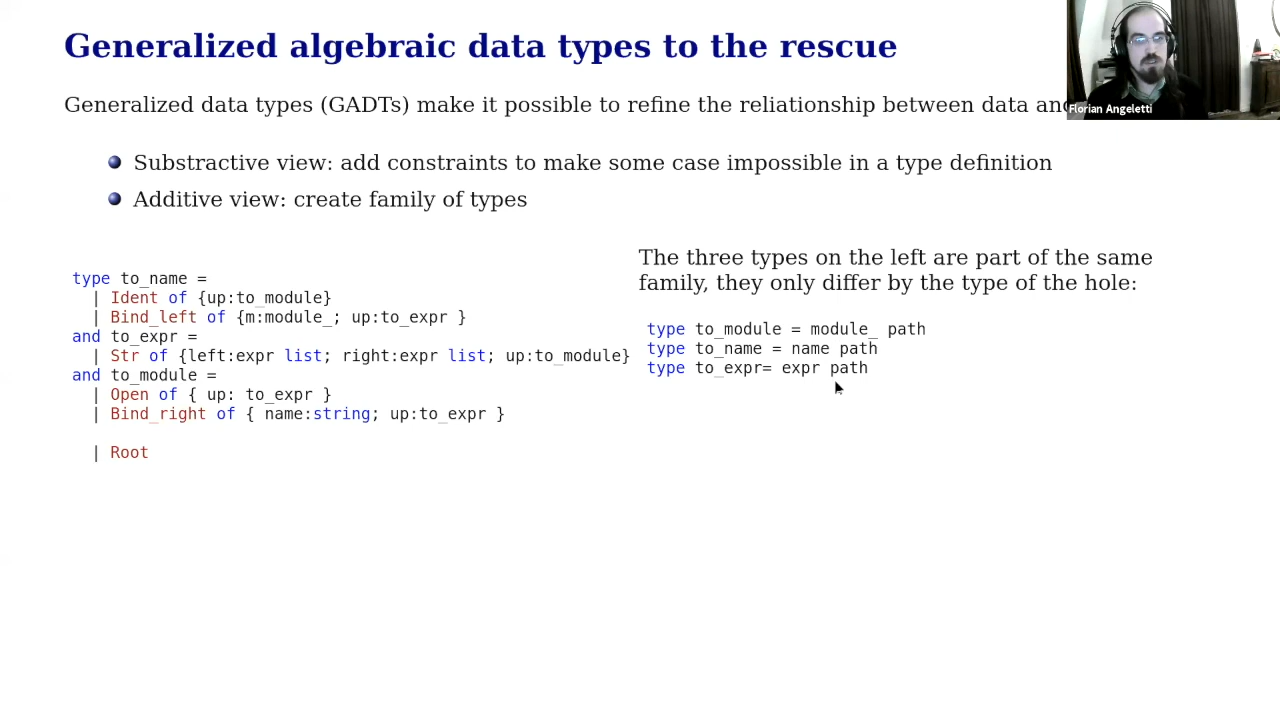 Generalized algebraic data types to the rescue
Generalized data types (GADTs) make it possible to refine the reliationship between data and
Florian Angeletti
Substractive view: add constraints to make some case impossible in a type definition
Additive view: create family of types
type to_name =
| Ident of {up:to_module}
| Bind_left of {m:module_; up:to_expr }
and to_expr =
| Str of {left:expr list; right:expr list; up:to_module}
and to_module =
| Open of { up: to_expr }
| Bind_right of { name:string; up:to_expr }
| Root
The three types on the left are part of the same
family, they only differ by the type of the hole:
type to_module = module_ path
type to_name = name path
type to_expr= expr path